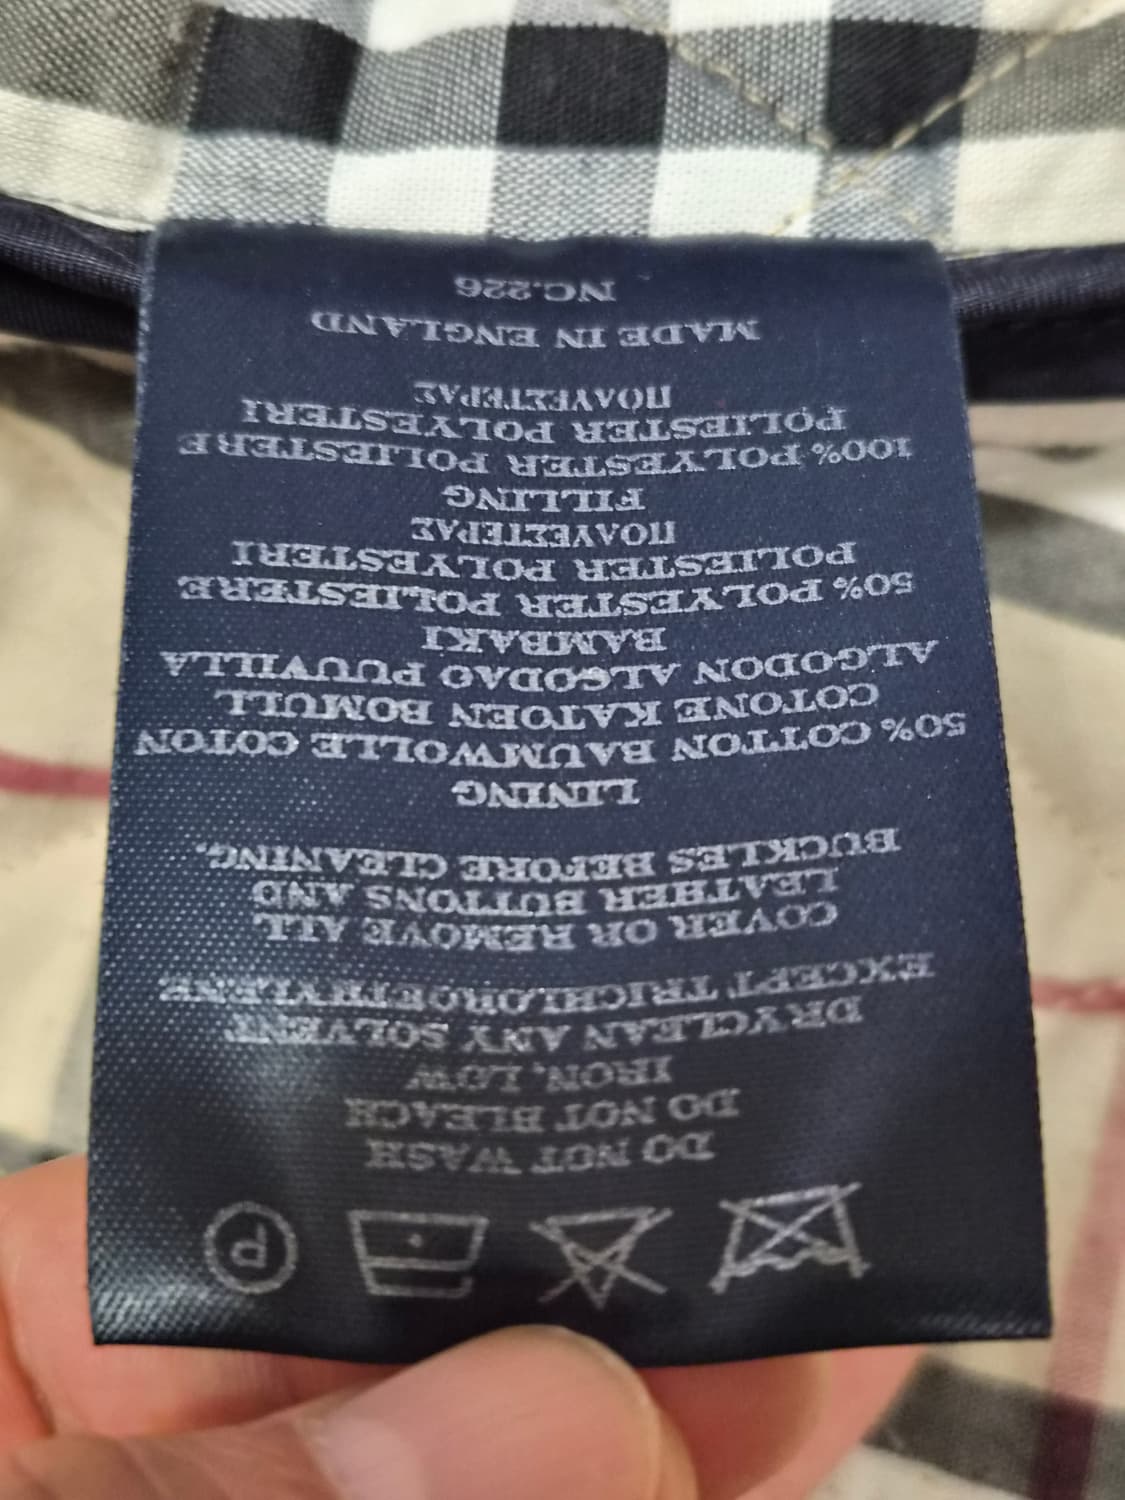 P
DO NOT WASH
DO NOT BLEACH
IRON, LOW
DRYCLEAN ANY SOLVENT
EXCEPT TRICHLOROETHYLENE
COVER OR REMOVE ALL
LEATHER BUTTONS AND
BUCKLES BEFORE CLEANING.
LINING
50% COTTON BAUMWOLLE COTON
COTONE KATOEN BOMULL
ALGODON ALGODAO PUUVILLA
BAMBAKI
50% POLYESTER POLIESTERE
POLIESTER POLYESTERI
ΠΟΛΥΕΣΤΕΡΑΣ
FILLING
100% POLYESTER POLIESTERE
POLIESTER POLYESTERI
ΠΟΛΥΕΣΤΕΡΑΣ
MADE IN ENGLAND
NC.226